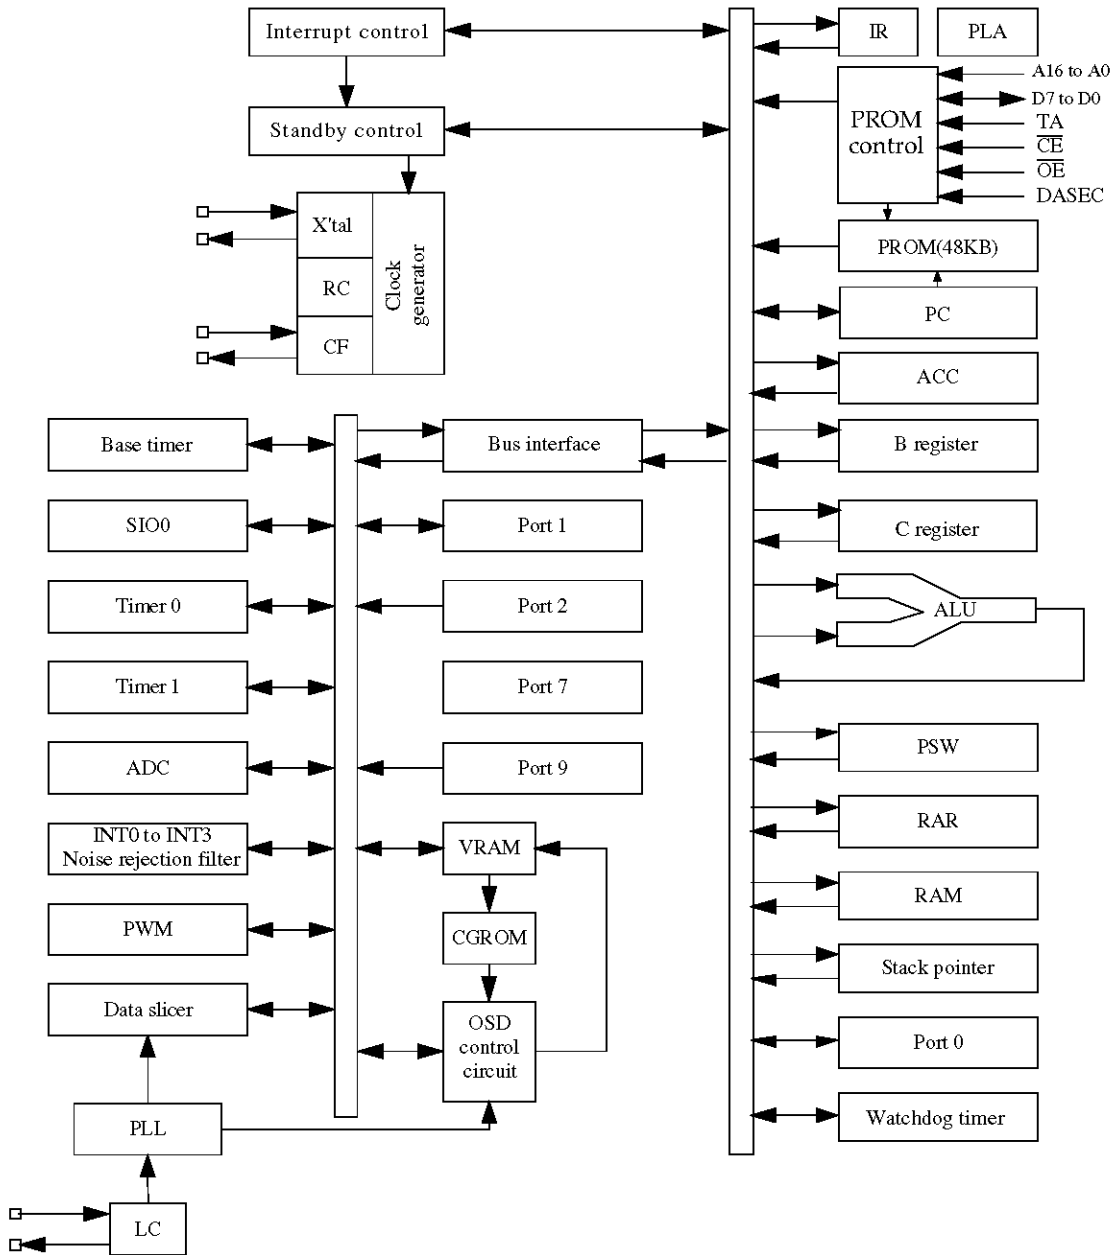 Interrupt control
IR
PLA
A16 to A0
D7 to D0
TA
CE
OE
DASEC
PROM
control
Standby control
X'tal
RC
CF
Clock
generator
PROM(48KB)
PC
ACC
B register
C register
ALU
PSW
RAR
RAM
Stack pointer
Port 0
Watchdog timer
Base timer
SIO0
Timer 0
Timer 1
ADC
INT0 to INT3
Noise rejection filter
PWM
Data slicer
PLL
LC
Bus interface
Port 1
Port 2
Port 7
Port 9
VRAM
CGROM
OSD
control
circuit